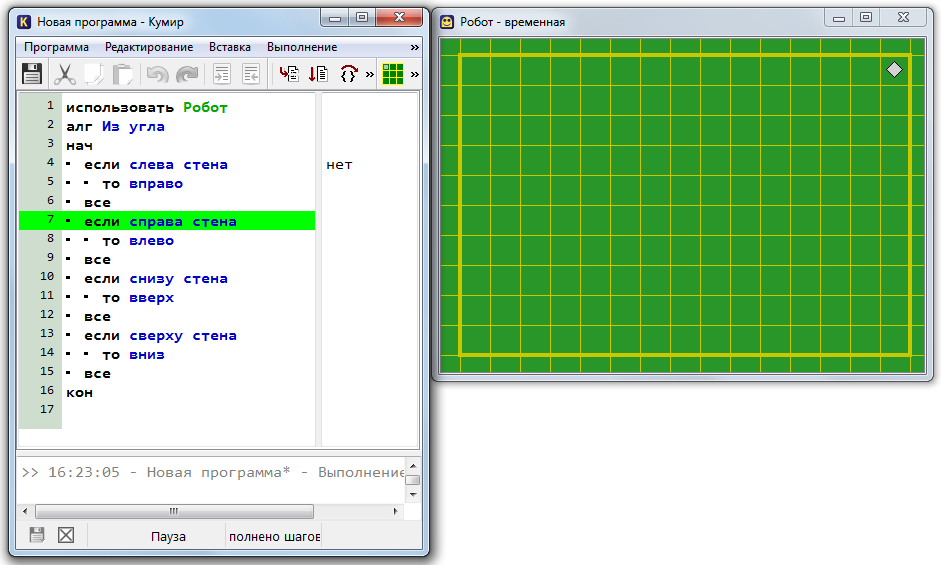 Новая программа - Кумир
Программа Редактирование Вставка Выполнение »
» »
1 использовать Робот
2 алг Из угла
3 нач
4 ▪ если слева стена нет
5 ▪ ▪ то вправо
6 ▪ все
7 ▪ если справа стена
8 ▪ ▪ то влево
9 ▪ все
10 ▪ если снизу стена
11 ▪ ▪ то вверх
12 ▪ все
13 ▪ если сверху стена
14 ▪ ▪ то вниз
15 ▪ все
16 кон
17
>> 16:23:05 - Новая программа* - Выполнение
Пауза полнено шагов
Робот - временная